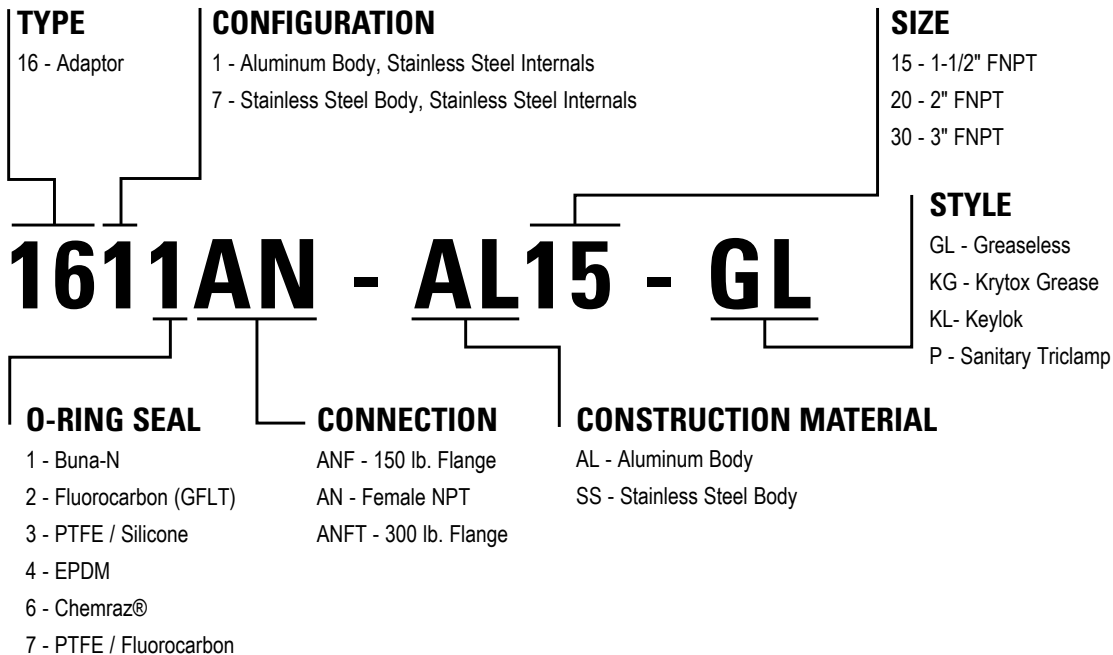 TYPE
16 - Adaptor
CONFIGURATION
1 - Aluminum Body, Stainless Steel Internals
7 - Stainless Steel Body, Stainless Steel Internals
SIZE
15 - 1-1/2" FNPT
20 - 2" FNPT
30 - 3" FNPT
1611AN - AL15 - GL
STYLE
GL - Greaseless
KG - Krytox Grease
KL- Keylok
P - Sanitary Triclamp
O-RING SEAL
1 - Buna-N
2 - Fluorocarbon (GFLT)
3 - PTFE / Silicone
4 - EPDM
6 - Chemraz®
7 - PTFE / Fluorocarbon
CONNECTION
ANF - 150 lb. Flange
AN - Female NPT
ANFT - 300 lb. Flange
CONSTRUCTION MATERIAL
AL - Aluminum Body
SS - Stainless Steel Body